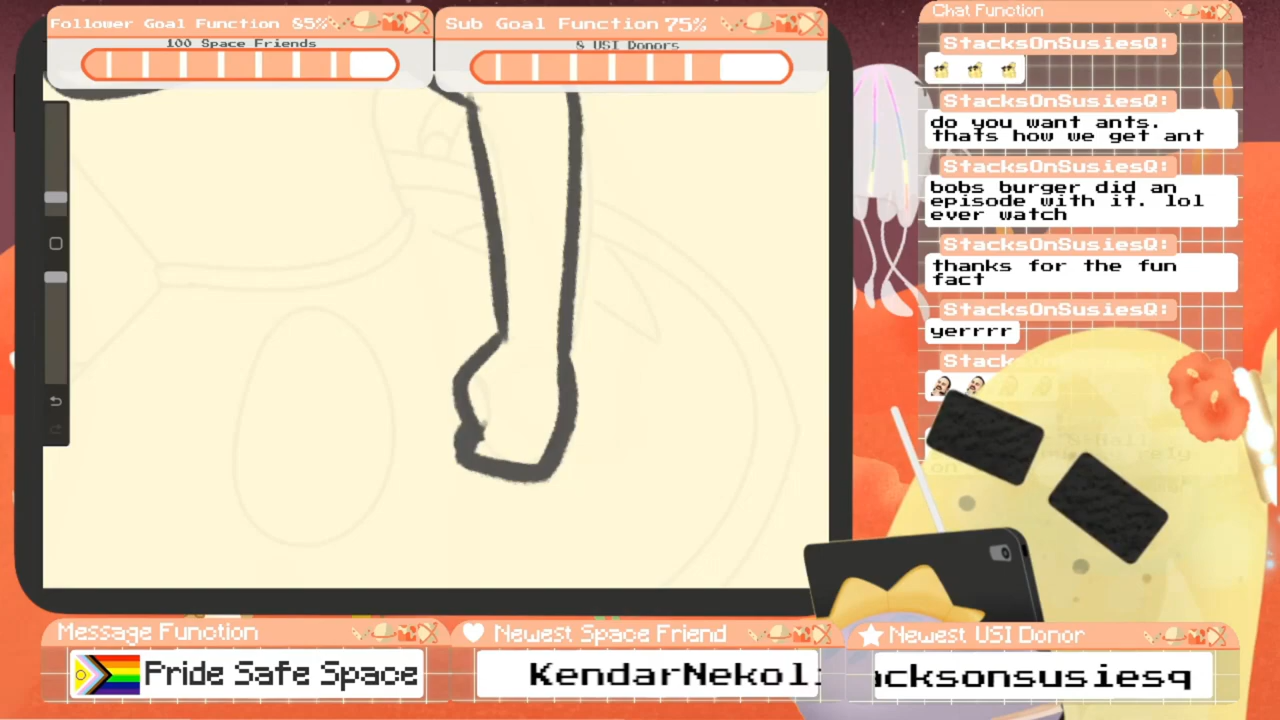 Follower Goal Function 85%
100 Space Friends
Sub Goal Function 75%
8 USI Donors
Chat Function
StacksOnSusiesQ:
StacksOnSusiesQ:
do you want ants.
thats how we get ant
StacksOnSusiesQ:
bobs burger did an
episode with it. lol
ever watch
StacksOnSusiesQ:
thanks for the fun
fact
StacksOnSusiesQ:
yerrrr
Stacks
Message Function
Pride Safe Space
Newest Space Friend
KendarNekol
Newest USI Donor
acksonsusiesq